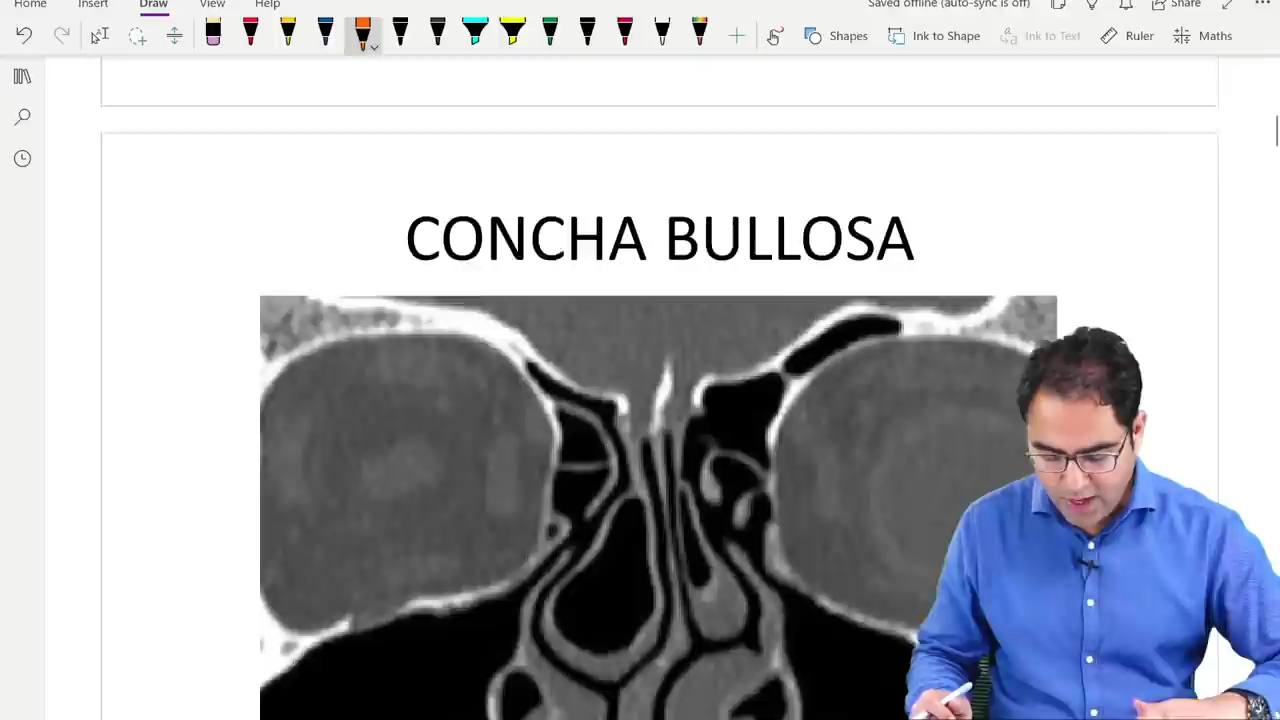 Home Insert Draw View Help Saved offline (auto-sync is off) Share
Shapes Ink to Shape Ink to Text Ruler Maths
CONCHA BULLOSA